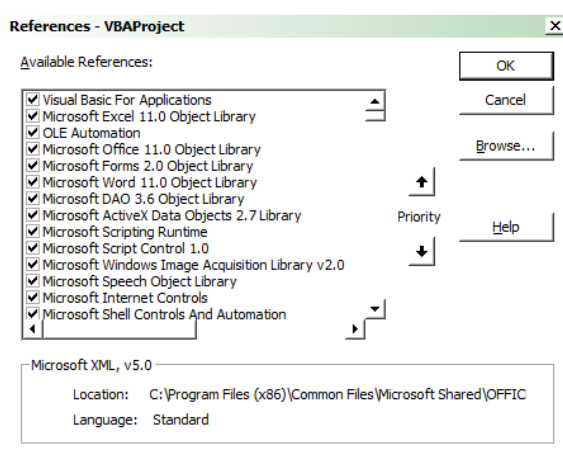 References - VBAProject
Available References:
Visual Basic For Applications
Microsoft Excel 11.0 Object Library
OLE Automation
Microsoft Office 11.0 Object Library
Microsoft Forms 2.0 Object Library
Microsoft Word 11.0 Object Library
Microsoft DAO 3.6 Object Library
Microsoft ActiveX Data Objects 2.7 Library
Microsoft Scripting Runtime
Microsoft Script Control 1.0
Microsoft Windows Image Acquisition Library v2.0
Microsoft Speech Object Library
Microsoft Internet Controls
Microsoft Shell Controls And Automation
Priority
OK
Cancel
Browse...
Help
Microsoft XML, v5.0
Location: C:\Program Files (x86)\Common Files\Microsoft Shared\OFFIC
Language: Standard